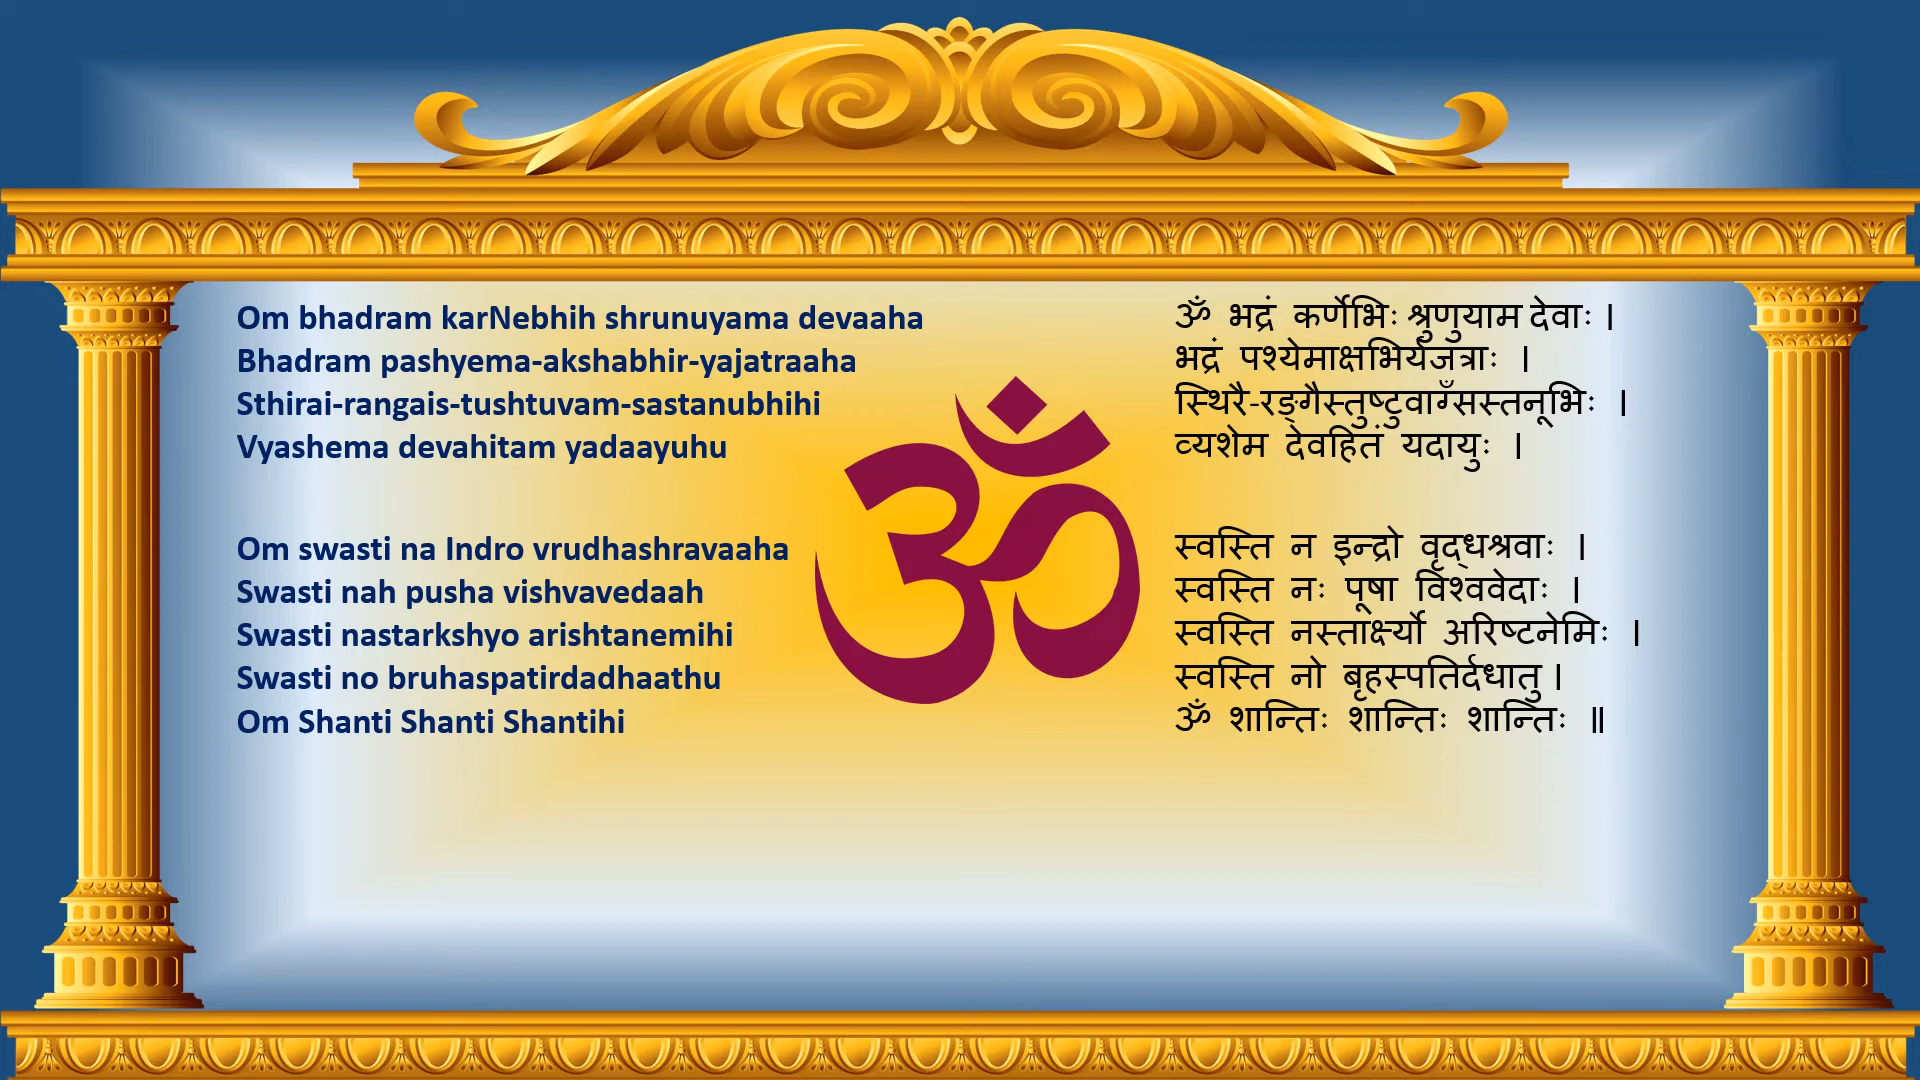 Om bhadram karNebhih shrunuyama devaaha
Bhadram pashyema-akshabhir-yajatraaha
Sthirai-rangais-tushtuvam-sastanubhihi
Vyashema devahitam yadaayuhu
Om swasti na Indro vrudhashravaaha
Swasti nah pusha vishvavedaah
Swasti nastarkshyo arishtanemihi
Swasti no bruhaspatirdadhaathu
Om Shanti Shanti Shantihi
ॐ
ॐ भद्रं कर्णेभिः श्रुणुयाम देवाः ।
भद्रं पश्येमाक्षभिर्यजत्राः ।
स्थिरै-रङ्गैस्तुष्टुवाग्ँसस्तनूभिः ।
व्यशेम देवहितं यदायुः ।
स्वस्ति न इन्द्रो वृद्धश्रवाः ।
स्वस्ति नः पूषा विश्ववेदाः ।
स्वस्ति नस्तार्क्ष्यो अरिष्टनेमिः ।
स्वस्ति नो बृहस्पतिर्दधातु ।
ॐ शान्तिः शान्तिः शान्तिः ॥